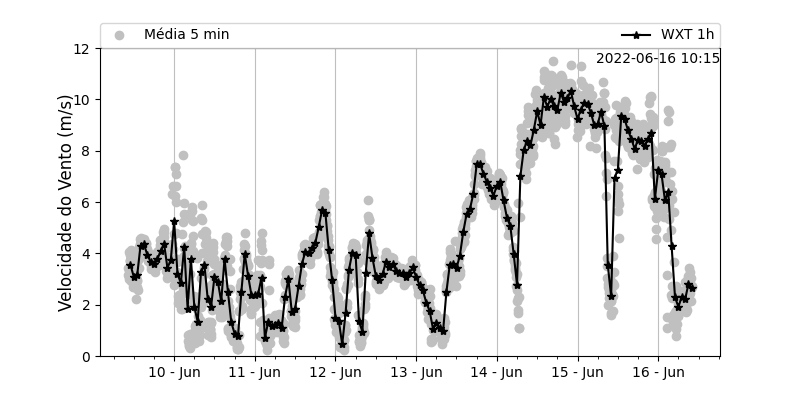 Média 5 min
WXT 1h
2022-06-16 10:15
Velocidade do Vento (m/s)
12
10
8
6
4
2
0
10 - Jun
11 - Jun
12 - Jun
13 - Jun
14 - Jun
15 - Jun
16 - Jun